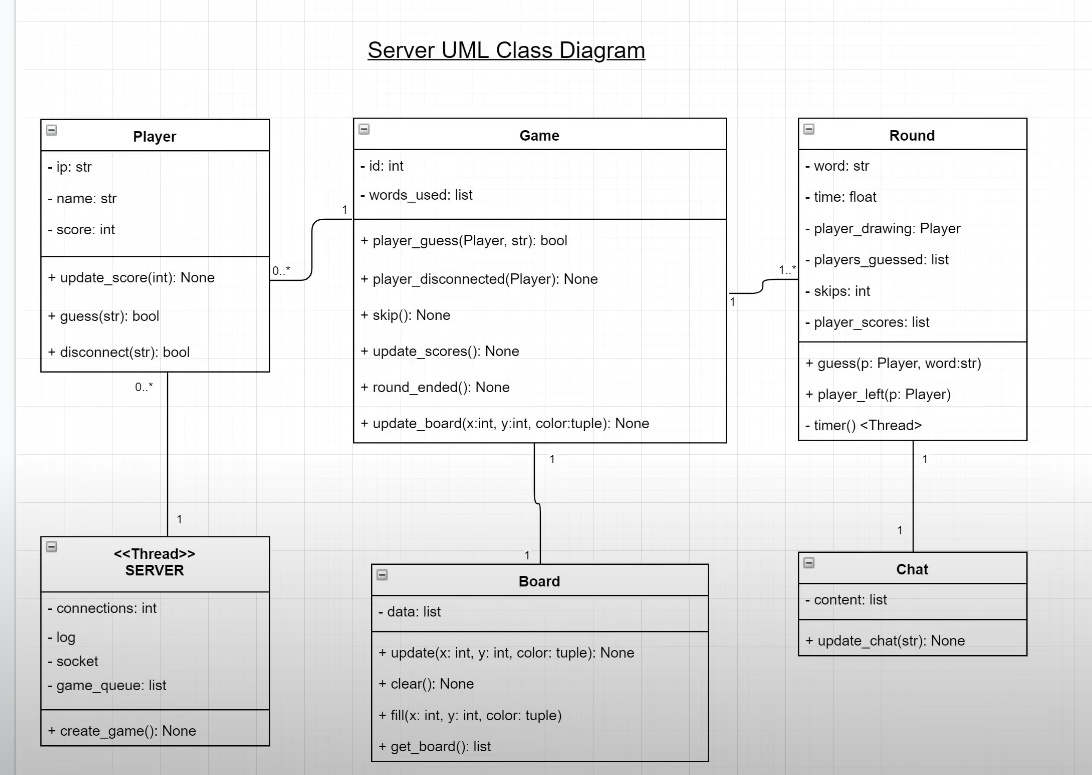 Server UML Class Diagram
Player
- ip: str
- name: str
- score: int
+ update_score(int): None
+ guess(str): bool
+ disconnect(str): bool
0..*
1
0..*
1
Game
- id: int
- words_used: list
+ player_guess(Player, str): bool
+ player_disconnected(Player): None
+ skip(): None
+ update_scores(): None
+ round_ended(): None
+ update_board(x:int, y:int, color:tuple): None
1
1..*
1
1
Round
- word: str
- time: float
- player_drawing: Player
- players_guessed: list
- skips: int
- player_scores: list
+ guess(p: Player, word:str)
+ player_left(p: Player)
- timer() <Thread>
1
1
<<Thread>>
SERVER
- connections: int
- log
- socket
- game_queue: list
+ create_game(): None
Board
- data: list
+ update(x: int, y: int, color: tuple): None
+ clear(): None
+ fill(x: int, y: int, color: tuple)
+ get_board(): list
Chat
- content: list
+ update_chat(str): None